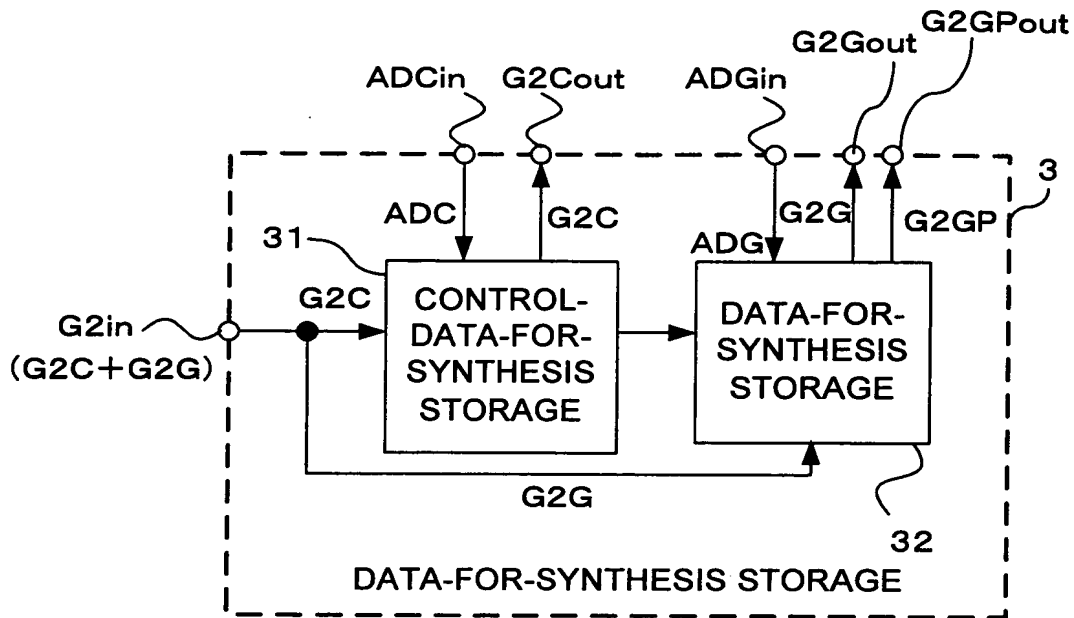 G2GPout
G2Gout
ADCin
G2Cout
ADGin
3
ADC
G2C
G2G
G2GP
31
ADG
G2C
CONTROL-
DATA-FOR-
SYNTHESIS
STORAGE
DATA-FOR-
SYNTHESIS
STORAGE
G2in
(G2C+G2G)
G2G
32
DATA-FOR-SYNTHESIS STORAGE